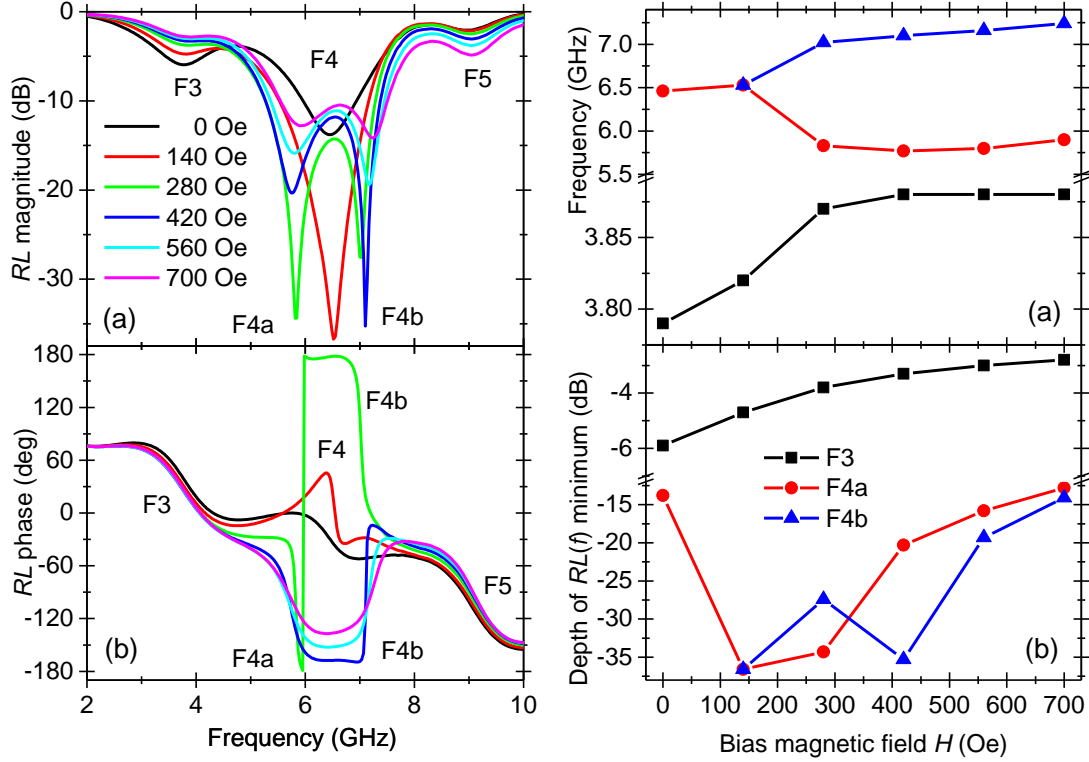 0
-10
-20
-30
RL magnitude (dB)
F3
F4
F5
0 Oe
140 Oe
280 Oe
420 Oe
560 Oe
700 Oe
(a)
F4a
F4b
180
120
60
0
-60
-120
-180
RL phase (deg)
F4b
F4
F3
F5
F4a
F4b
(b)
2 4 6 8 10
Frequency (GHz)
7.0
6.5
6.0
5.5
3.85
3.80
Frequency (GHz)
(a)
-4
-6
-15
-20
-25
-30
-35
Depth of RL(f) minimum (dB)
F3
F4a
F4b
(b)
0 100 200 300 400 500 600 700
Bias magnetic field H (Oe)